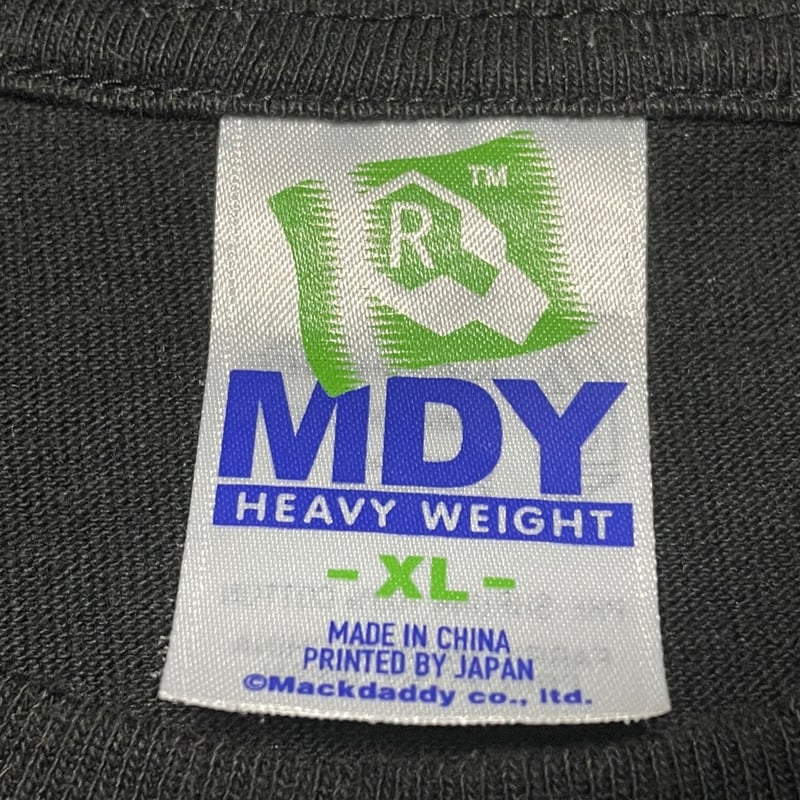 TM
R
MDY
HEAVY WEIGHT
- XL -
MADE IN CHINA
PRINTED BY JAPAN
©Mackdaddy co., ltd.